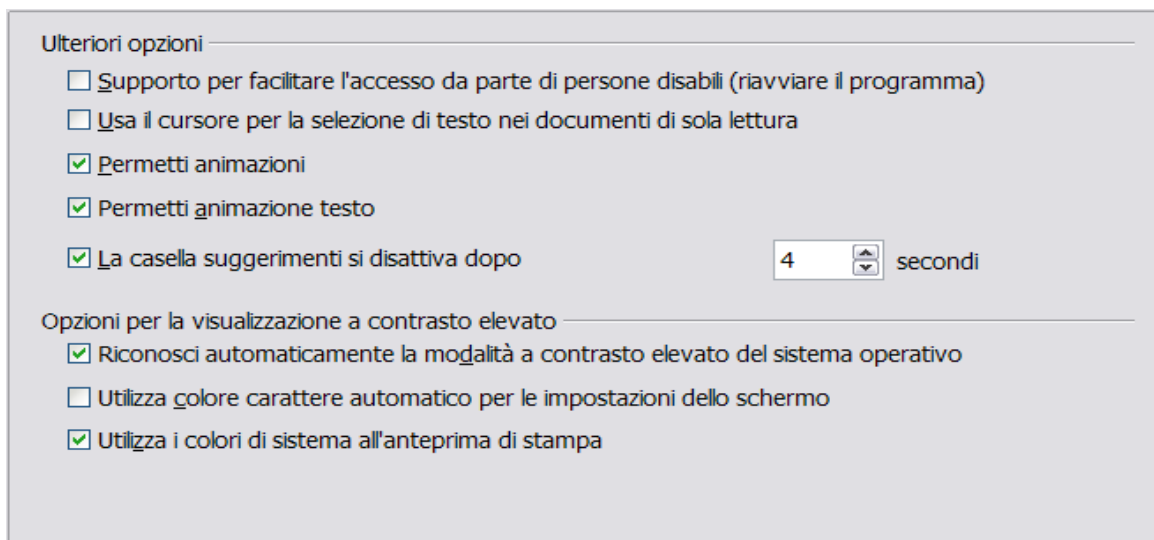 Ulteriori opzioni
Supporto per facilitare l'accesso da parte di persone disabili (riavviare il programma)
Usa il cursore per la selezione di testo nei documenti di sola lettura
Permetti animazioni
Permetti animazione testo
La casella suggerimenti si disattiva dopo 4 secondi
Opzioni per la visualizzazione a contrasto elevato
Riconosci automaticamente la modalità a contrasto elevato del sistema operativo
Utilizza colore carattere automatico per le impostazioni dello schermo
Utilizza i colori di sistema all'anteprima di stampa